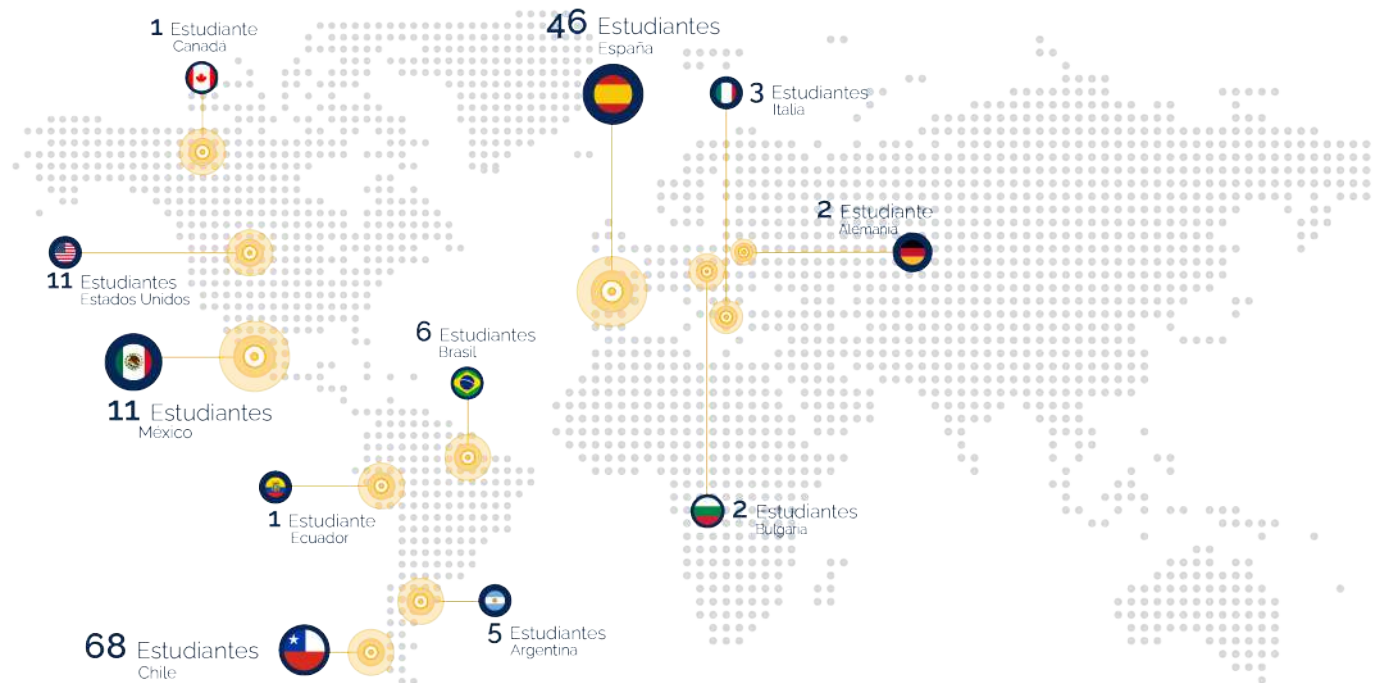 1 Estudiante
Canadá
46 Estudiantes
España
3 Estudiantes
Italia
2 Estudiante
Alemania
11 Estudiantes
Estados Unidos
6 Estudiantes
Brasil
11 Estudiantes
México
1 Estudiante
Ecuador
2 Estudiantes
Bulgaria
5 Estudiantes
Argentina
68 Estudiantes
Chile